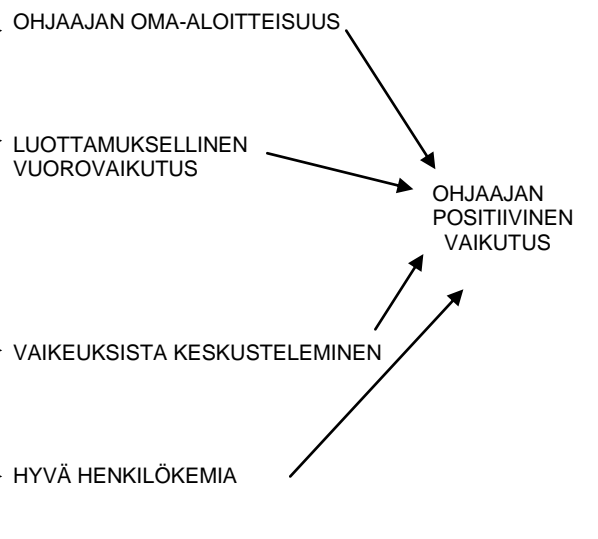 OHJAAJAN OMA-ALOITTEISUUS
LUOTTAMUKSELLINEN
VUOROVAIKUTUS
OHJAAJAN
POSITIIVINEN
VAIKUTUS
VAIKEUKSISTA KESKUSTELEMINEN
HYVÄ HENKILÖKEMIA